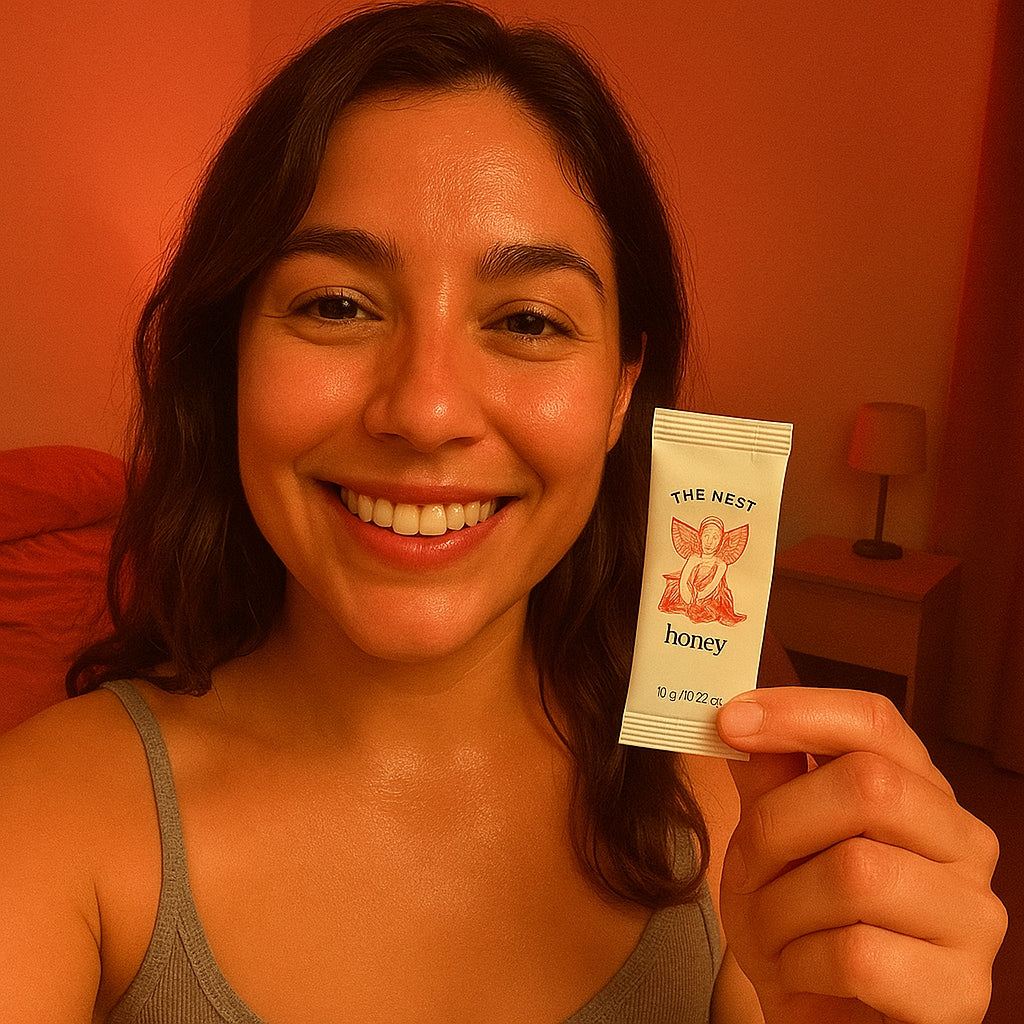 THE NEST
honey
10 g /10 22